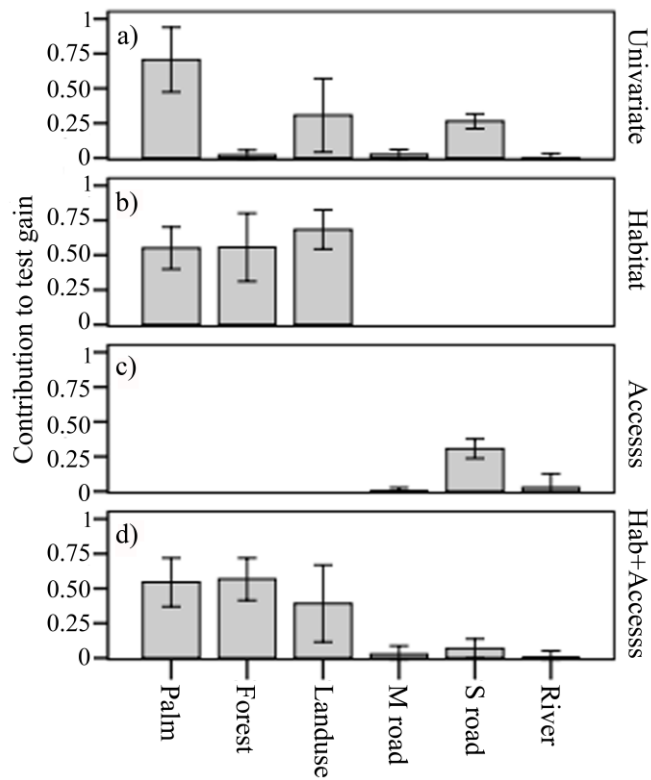 Contribution to test gain
a)
1
0.75
0.50
0.25
0
Univariate
b)
1
0.75
0.50
0.25
0
Habitat
c)
1
0.75
0.50
0.25
0
Accesss
d)
1
0.75
0.50
0.25
0
Hab+Accesss
Palm
Forest
Landuse
M road
S road
River